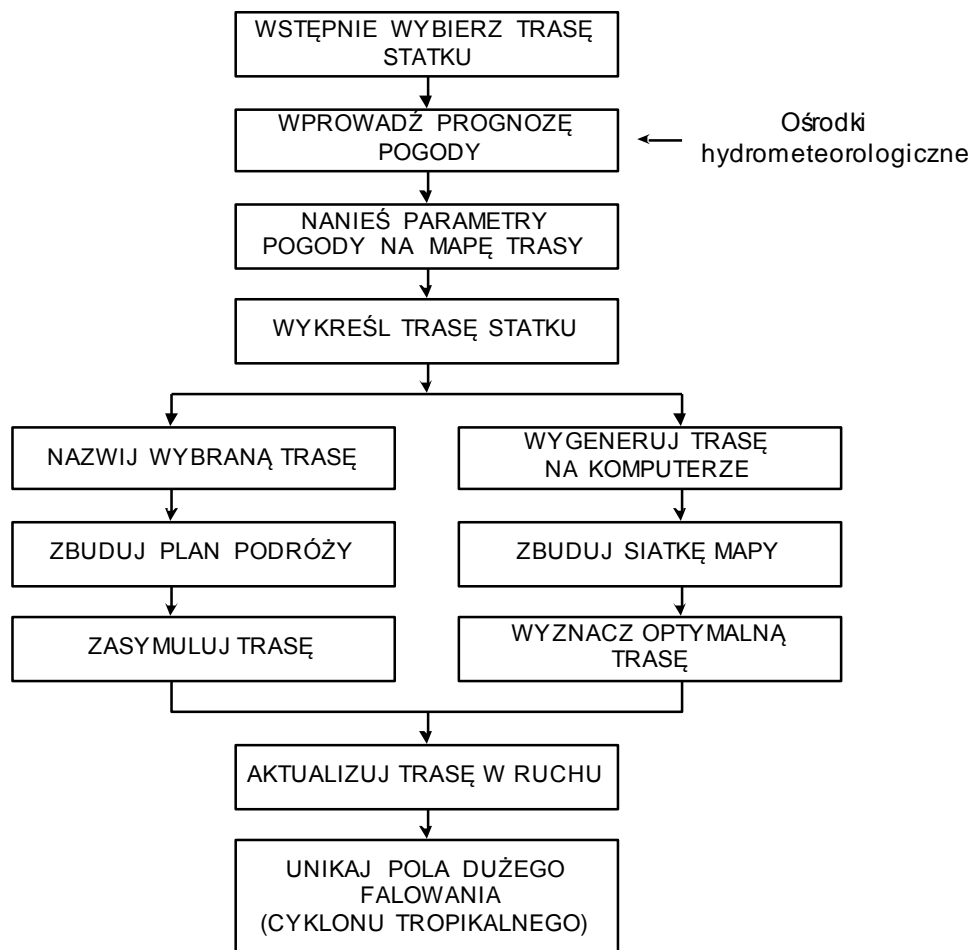 WSTĘPNIE WYBIERZ TRASĘ
STATKU
WPROWADŹ PROGNOZĘ
POGODY
Ośrodki
hydrometeorologiczne
NANIEŚ PARAMETRY
POGODY NA MAPĘ TRASY
WYKREŚL TRASĘ STATKU
NAZWIJ WYBRANĄ TRASĘ
WYGENERUJ TRASĘ
NA KOMPUTERZE
ZBUDUJ PLAN PODRÓŻY
ZBUDUJ SIATKĘ MAPY
ZASYMULUJ TRASĘ
WYZNACZ OPTYMALNĄ
TRASĘ
AKTUALIZUJ TRASĘ W RUCHU
UNIKAJ POLA DUŻEGO
FALOWANIA
(CYKLONU TROPIKALNEGO)